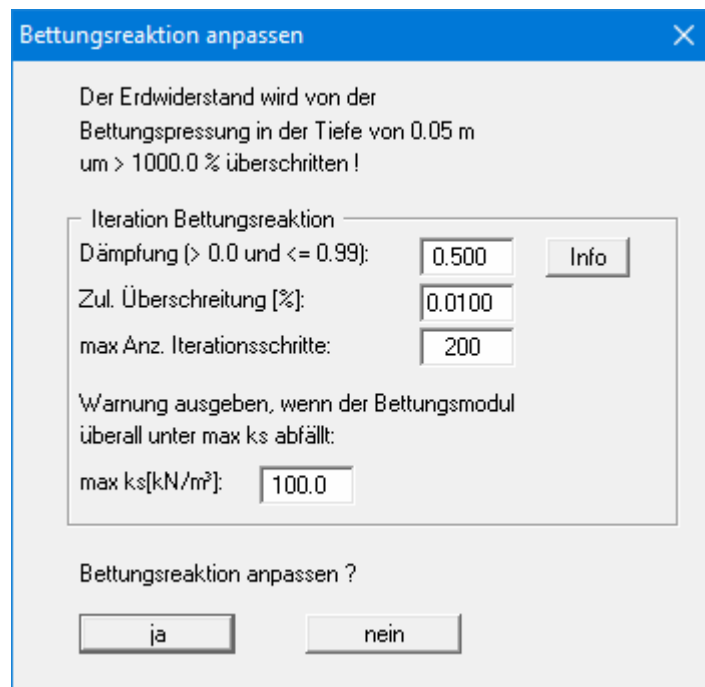 Bettungsreaktion anpassen
Der Erdwiderstand wird von der
Bettungspressung in der Tiefe von 0.05 m
um > 1000.0 % überschritten !
Iteration Bettungsreaktion
Dämpfung (> 0.0 und <= 0.99): 0.500 Info
Zul. Überschreitung [%]: 0.0100
max Anz. Iterationsschritte: 200
Warnung ausgeben, wenn der Bettungsmodul
überall unter max ks abfällt:
max ks[kN/m³]: 100.0
Bettungsreaktion anpassen ?
ja nein